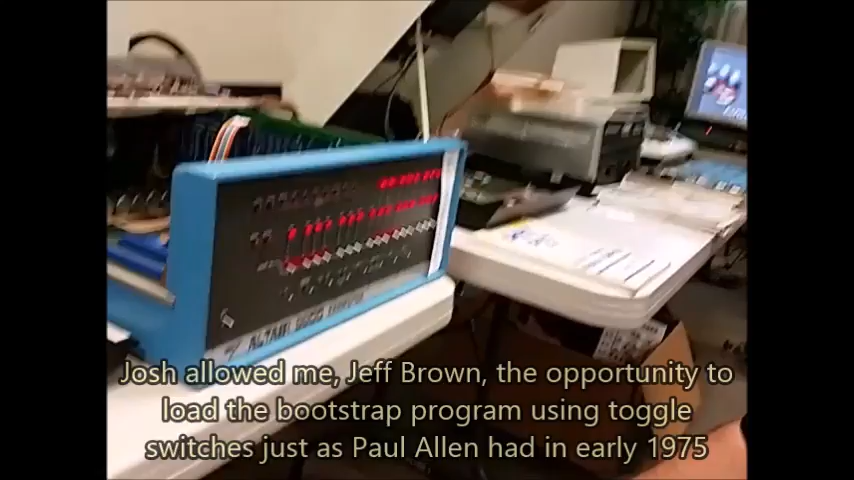 ALTAIR 8800
Josh allowed me, Jeff Brown, the opportunity to
load the bootstrap program using toggle
switches just as Paul Allen had in early 1975